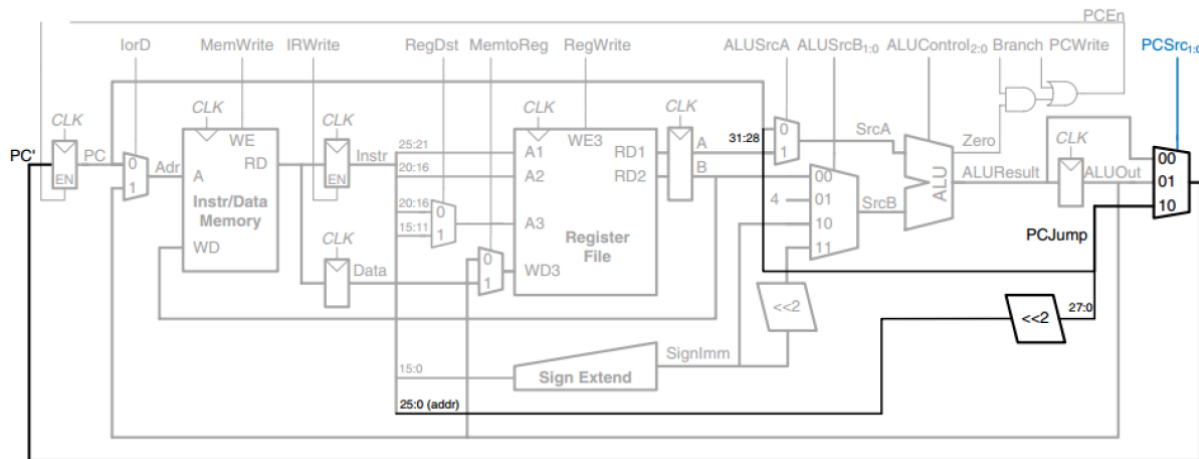 PCEn
IorD MemWrite IRWrite RegDst MemtoReg RegWrite ALUSrcA ALUSrcB1:0 ALUControl2:0 Branch PCWrite PCSrc1:0
CLK CLK CLK CLK CLK
PC' PC EN 0 1 Adr
A RD WE
Instr/Data
Memory
WD
EN Instr
CLK
Data
25:21
20:16
20:16
15:11
0
1
0
1
A1 WE3 RD1
A2 RD2
A3
Register
File
WD3
A
B
31:28
0
1
SrcA
00
4 01
10
11
SrcB
ALU
Zero
ALUResult
CLK
ALUOut
00
01
10
PCJump
<<2
<<2 27:0
SignImm
15:0 Sign Extend
25:0 (addr)